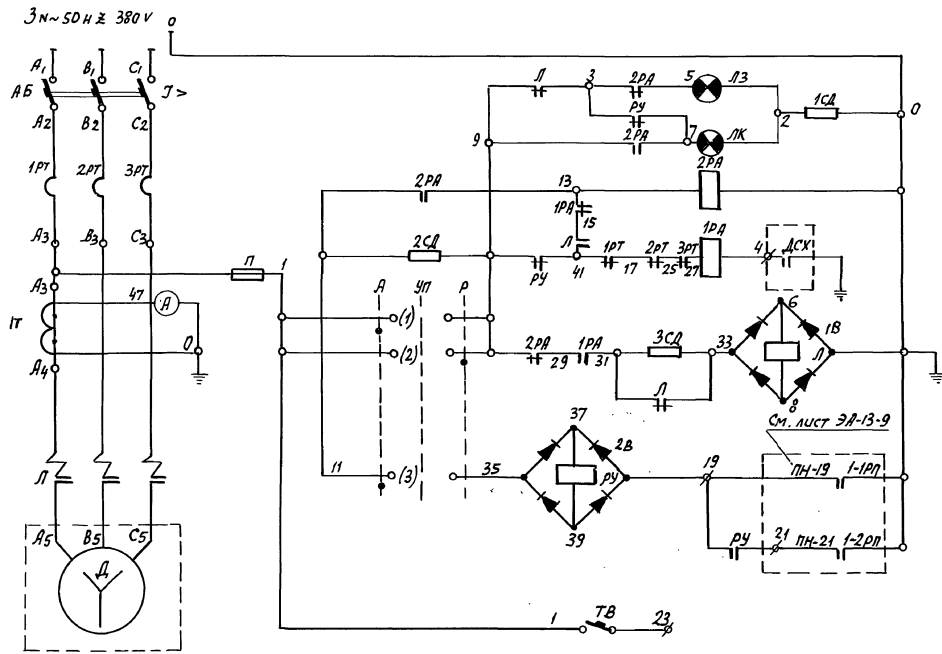 3 N ~ 50 Hz 380 V
0
A1 B1 C1
АБ J >
A2 B2 C2
1РТ 2РТ 3РТ
A3 B3 C3
A3
1Т
47
А
0
A4
Л
A5 B5 C5
Д
П 1
Л 3 2РА 5 ЛЗ
РУ
9 2РА 7 ЛК
2 1СД 0
2РА 13 2РА
1РА
15
Л
2СД РУ 41 1РТ 17 2РТ 25 3РТ 27 1РА 4 ДСХ
А УП Р
(1)
(2)
(3)
2РА 29 1РА 31 3СД 33 6 1В
Л
Л
8
См. лист ЭА-13-9
11 35 37 2В
РУ
39
19 ПН-19 1-1РП
РУ 21 ПН-21 1-2РП
1 ТВ 23